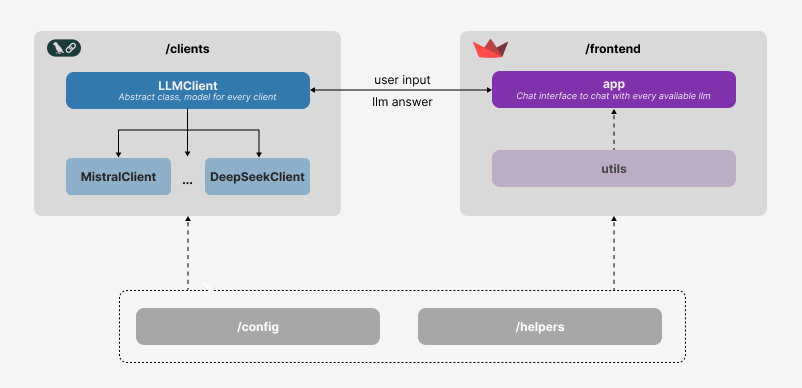 /clients
LLMClient
Abstract class, model for every client
MistralClient
...
DeepSeekClient
user input
llm answer
/frontend
app
Chat interface to chat with every available llm
utils
/config
/helpers